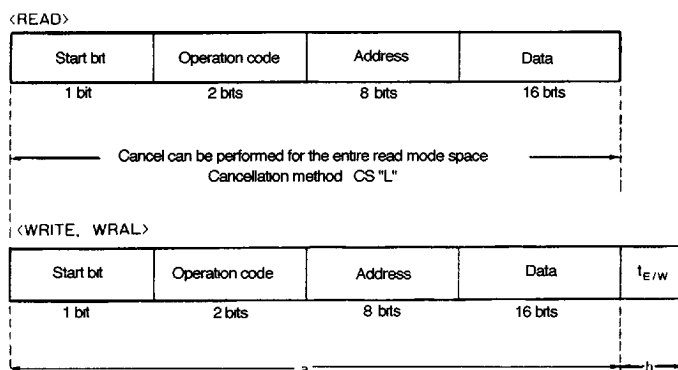 <READ>
Start bit Operation code Address Data
1 bit 2 bits 8 bits 16 bits
Cancel can be performed for the entire read mode space
Cancellation method CS "L"
<WRITE, WRAL>
Start bit Operation code Address Data tE/W
1 bit 2 bits 8 bits 16 bits
a b